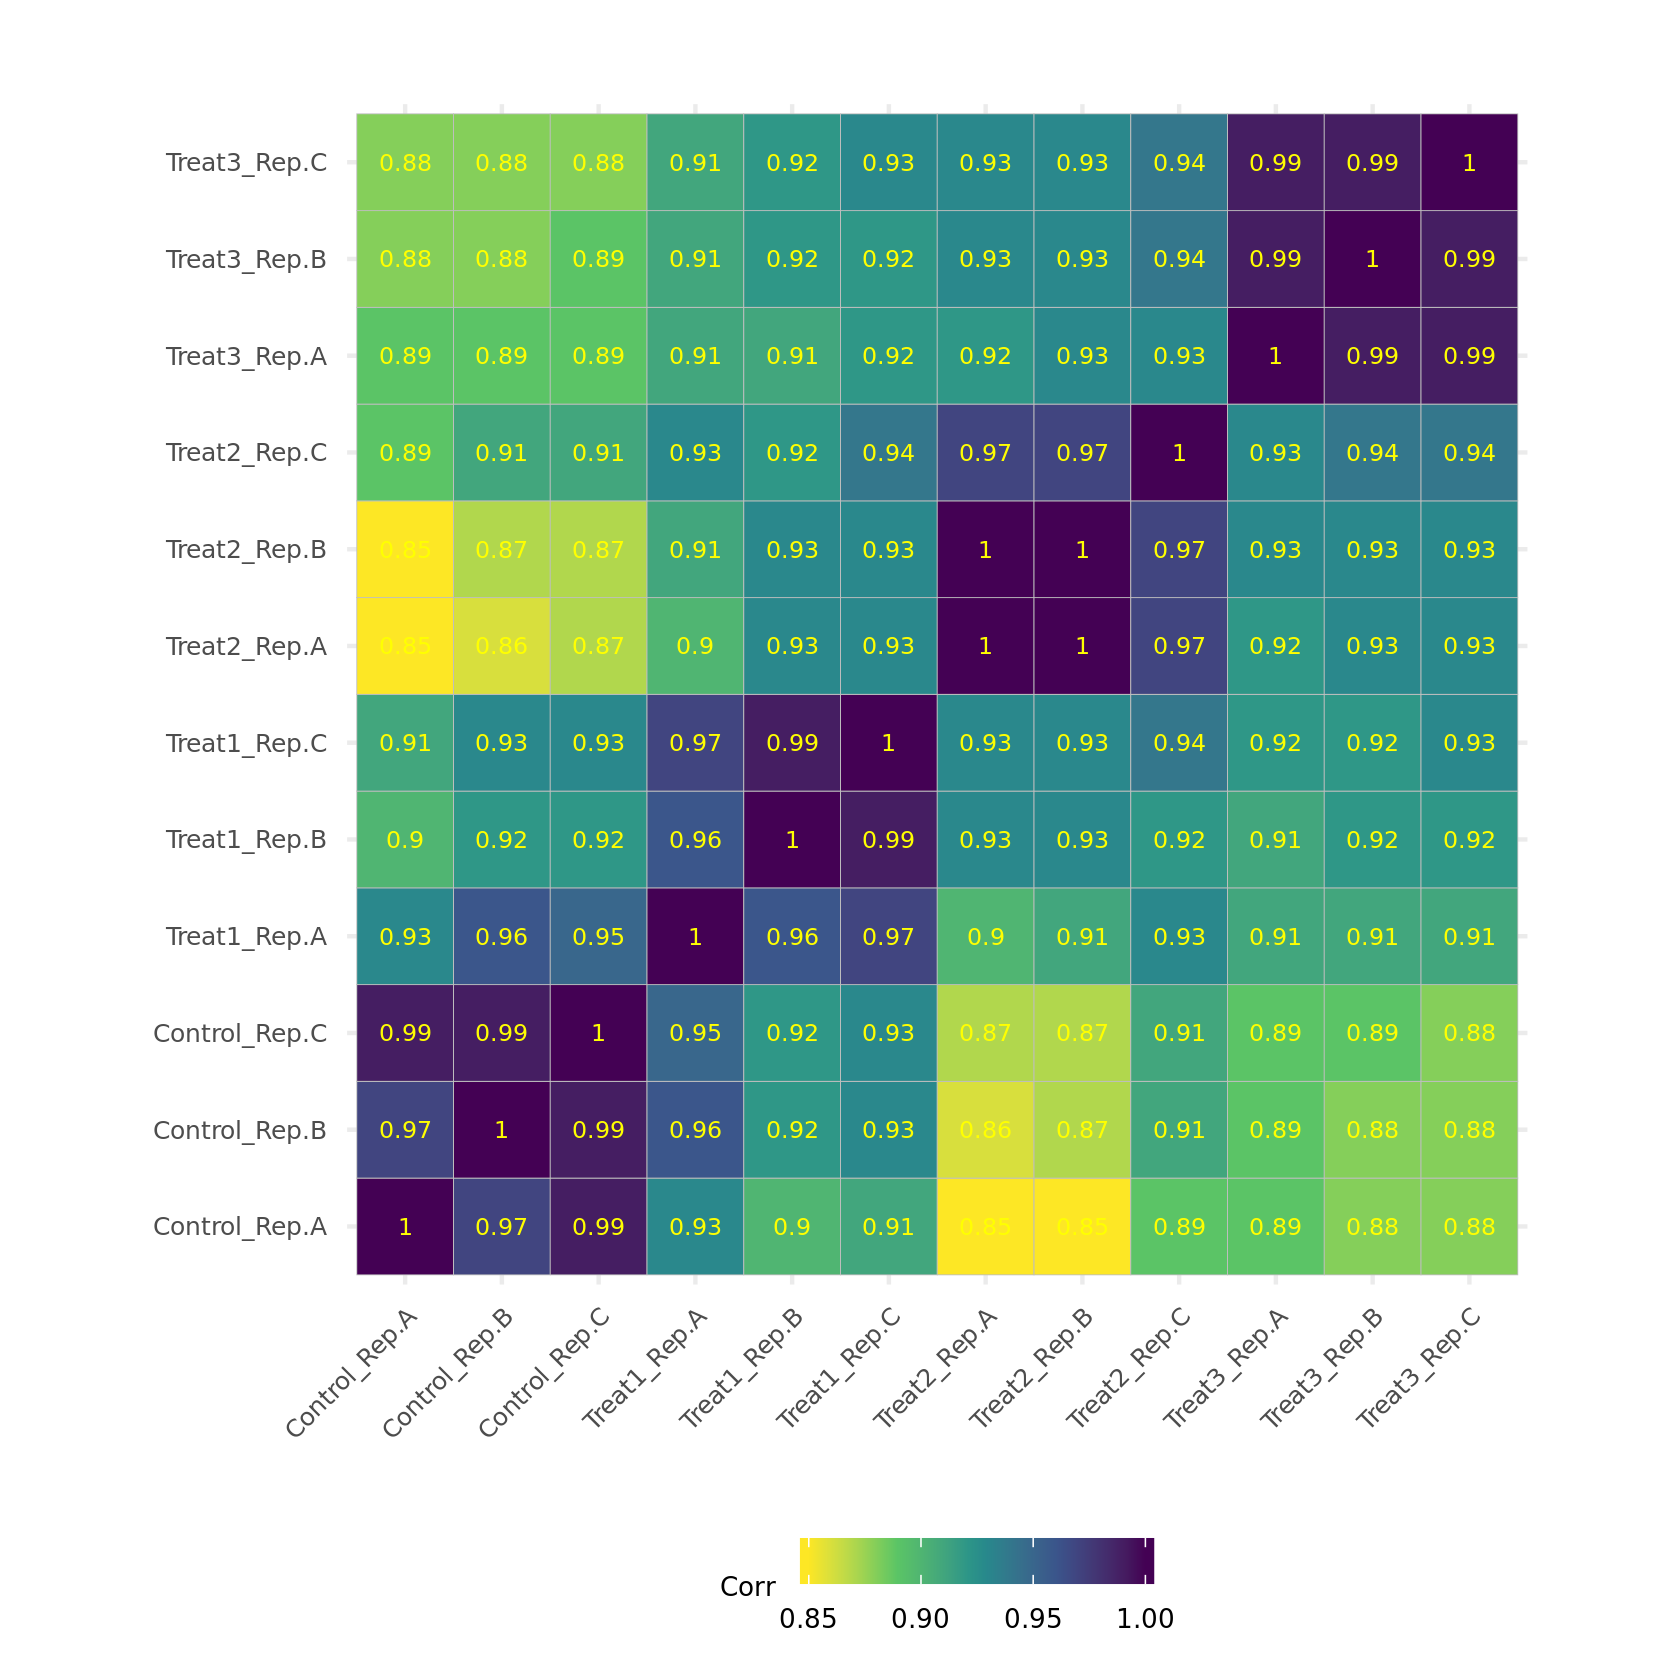 Treat3_Rep.C 0.88 0.88 0.88 0.91 0.92 0.93 0.93 0.93 0.94 0.99 0.99 1
Treat3_Rep.B 0.88 0.88 0.89 0.91 0.92 0.92 0.93 0.93 0.94 0.99 1 0.99
Treat3_Rep.A 0.89 0.89 0.89 0.91 0.91 0.92 0.92 0.93 0.93 1 0.99 0.99
Treat2_Rep.C 0.89 0.91 0.91 0.93 0.92 0.94 0.97 0.97 1 0.93 0.94 0.94
Treat2_Rep.B 0.85 0.87 0.87 0.91 0.93 0.93 1 1 0.97 0.93 0.93 0.93
Treat2_Rep.A 0.85 0.86 0.87 0.9 0.93 0.93 1 1 0.97 0.92 0.93 0.93
Treat1_Rep.C 0.91 0.93 0.93 0.97 0.99 1 0.93 0.93 0.94 0.92 0.92 0.93
Treat1_Rep.B 0.9 0.92 0.92 0.96 1 0.99 0.93 0.93 0.92 0.91 0.92 0.92
Treat1_Rep.A 0.93 0.96 0.95 1 0.96 0.97 0.9 0.91 0.93 0.91 0.91 0.91
Control_Rep.C 0.99 0.99 1 0.95 0.92 0.93 0.87 0.87 0.91 0.89 0.89 0.88
Control_Rep.B 0.97 1 0.99 0.96 0.92 0.93 0.86 0.87 0.91 0.89 0.88 0.88
Control_Rep.A 1 0.97 0.99 0.93 0.9 0.91 0.85 0.85 0.89 0.89 0.88 0.88
Control_Rep.A Control_Rep.B Control_Rep.C Treat1_Rep.A Treat1_Rep.B Treat1_Rep.C Treat2_Rep.A Treat2_Rep.B Treat2_Rep.C Treat3_Rep.A Treat3_Rep.B Treat3_Rep.C
Corr
0.85 0.90 0.95 1.00